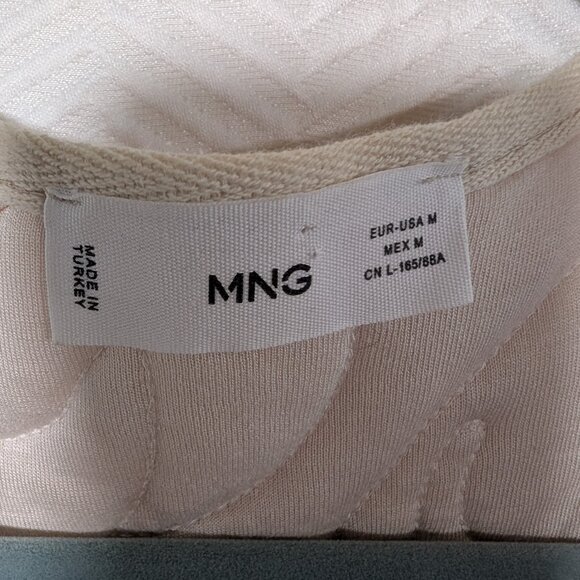 MADE IN
TURKEY
MNG
EUR-USA M
MEX M
CN L-165/88A